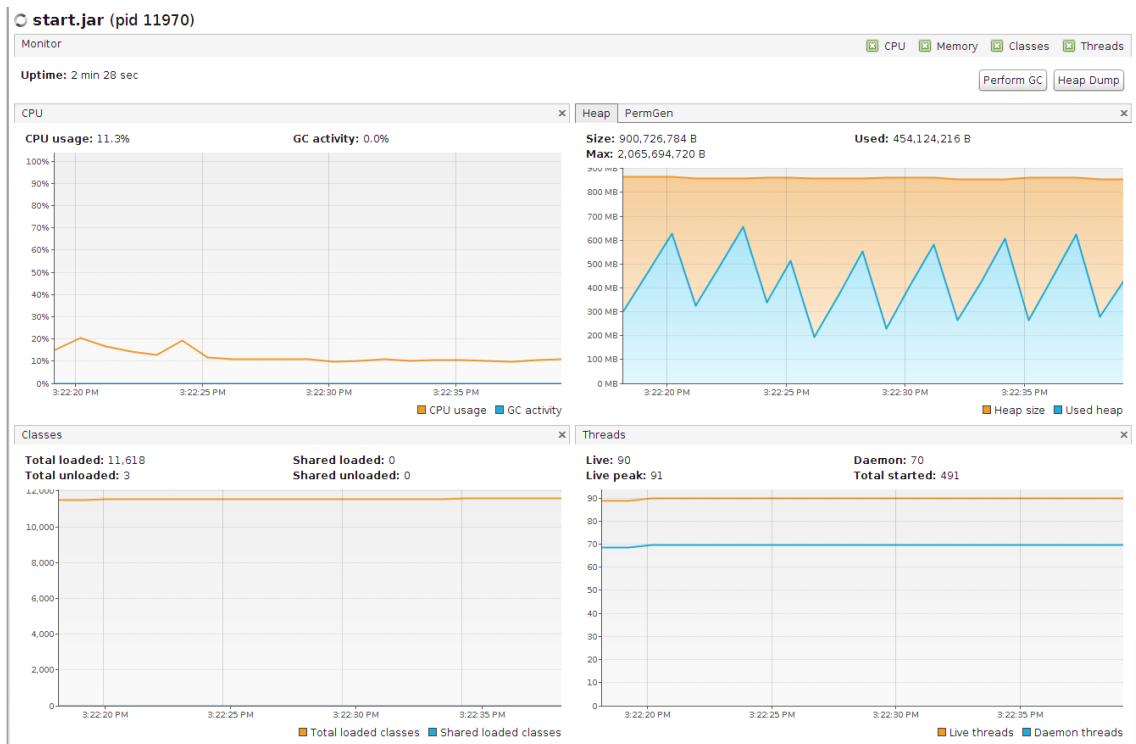 start.jar (pid 11970)
Monitor
CPU Memory Classes Threads
Uptime: 2 min 28 sec
Perform GC Heap Dump
CPU
CPU usage: 11.3% GC activity: 0.0%
100%
90%
80%
70%
60%
50%
40%
30%
20%
10%
0%
3:22:20 PM 3:22:25 PM 3:22:30 PM 3:22:35 PM
CPU usage GC activity
Heap PermGen
Size: 900,726,784 B Used: 454,124,216 B
Max: 2,065,694,720 B
900 MB
800 MB
700 MB
600 MB
500 MB
400 MB
300 MB
200 MB
100 MB
0 MB
3:22:20 PM 3:22:25 PM 3:22:30 PM 3:22:35 PM
Heap size Used heap
Classes
Total loaded: 11,618 Shared loaded: 0
Total unloaded: 3 Shared unloaded: 0
12,000
10,000
8,000
6,000
4,000
2,000
0
3:22:20 PM 3:22:25 PM 3:22:30 PM 3:22:35 PM
Total loaded classes Shared loaded classes
Threads
Live: 90 Daemon: 70
Live peak: 91 Total started: 491
90
80
70
60
50
40
30
20
10
0
3:22:20 PM 3:22:25 PM 3:22:30 PM 3:22:35 PM
Live threads Daemon threads